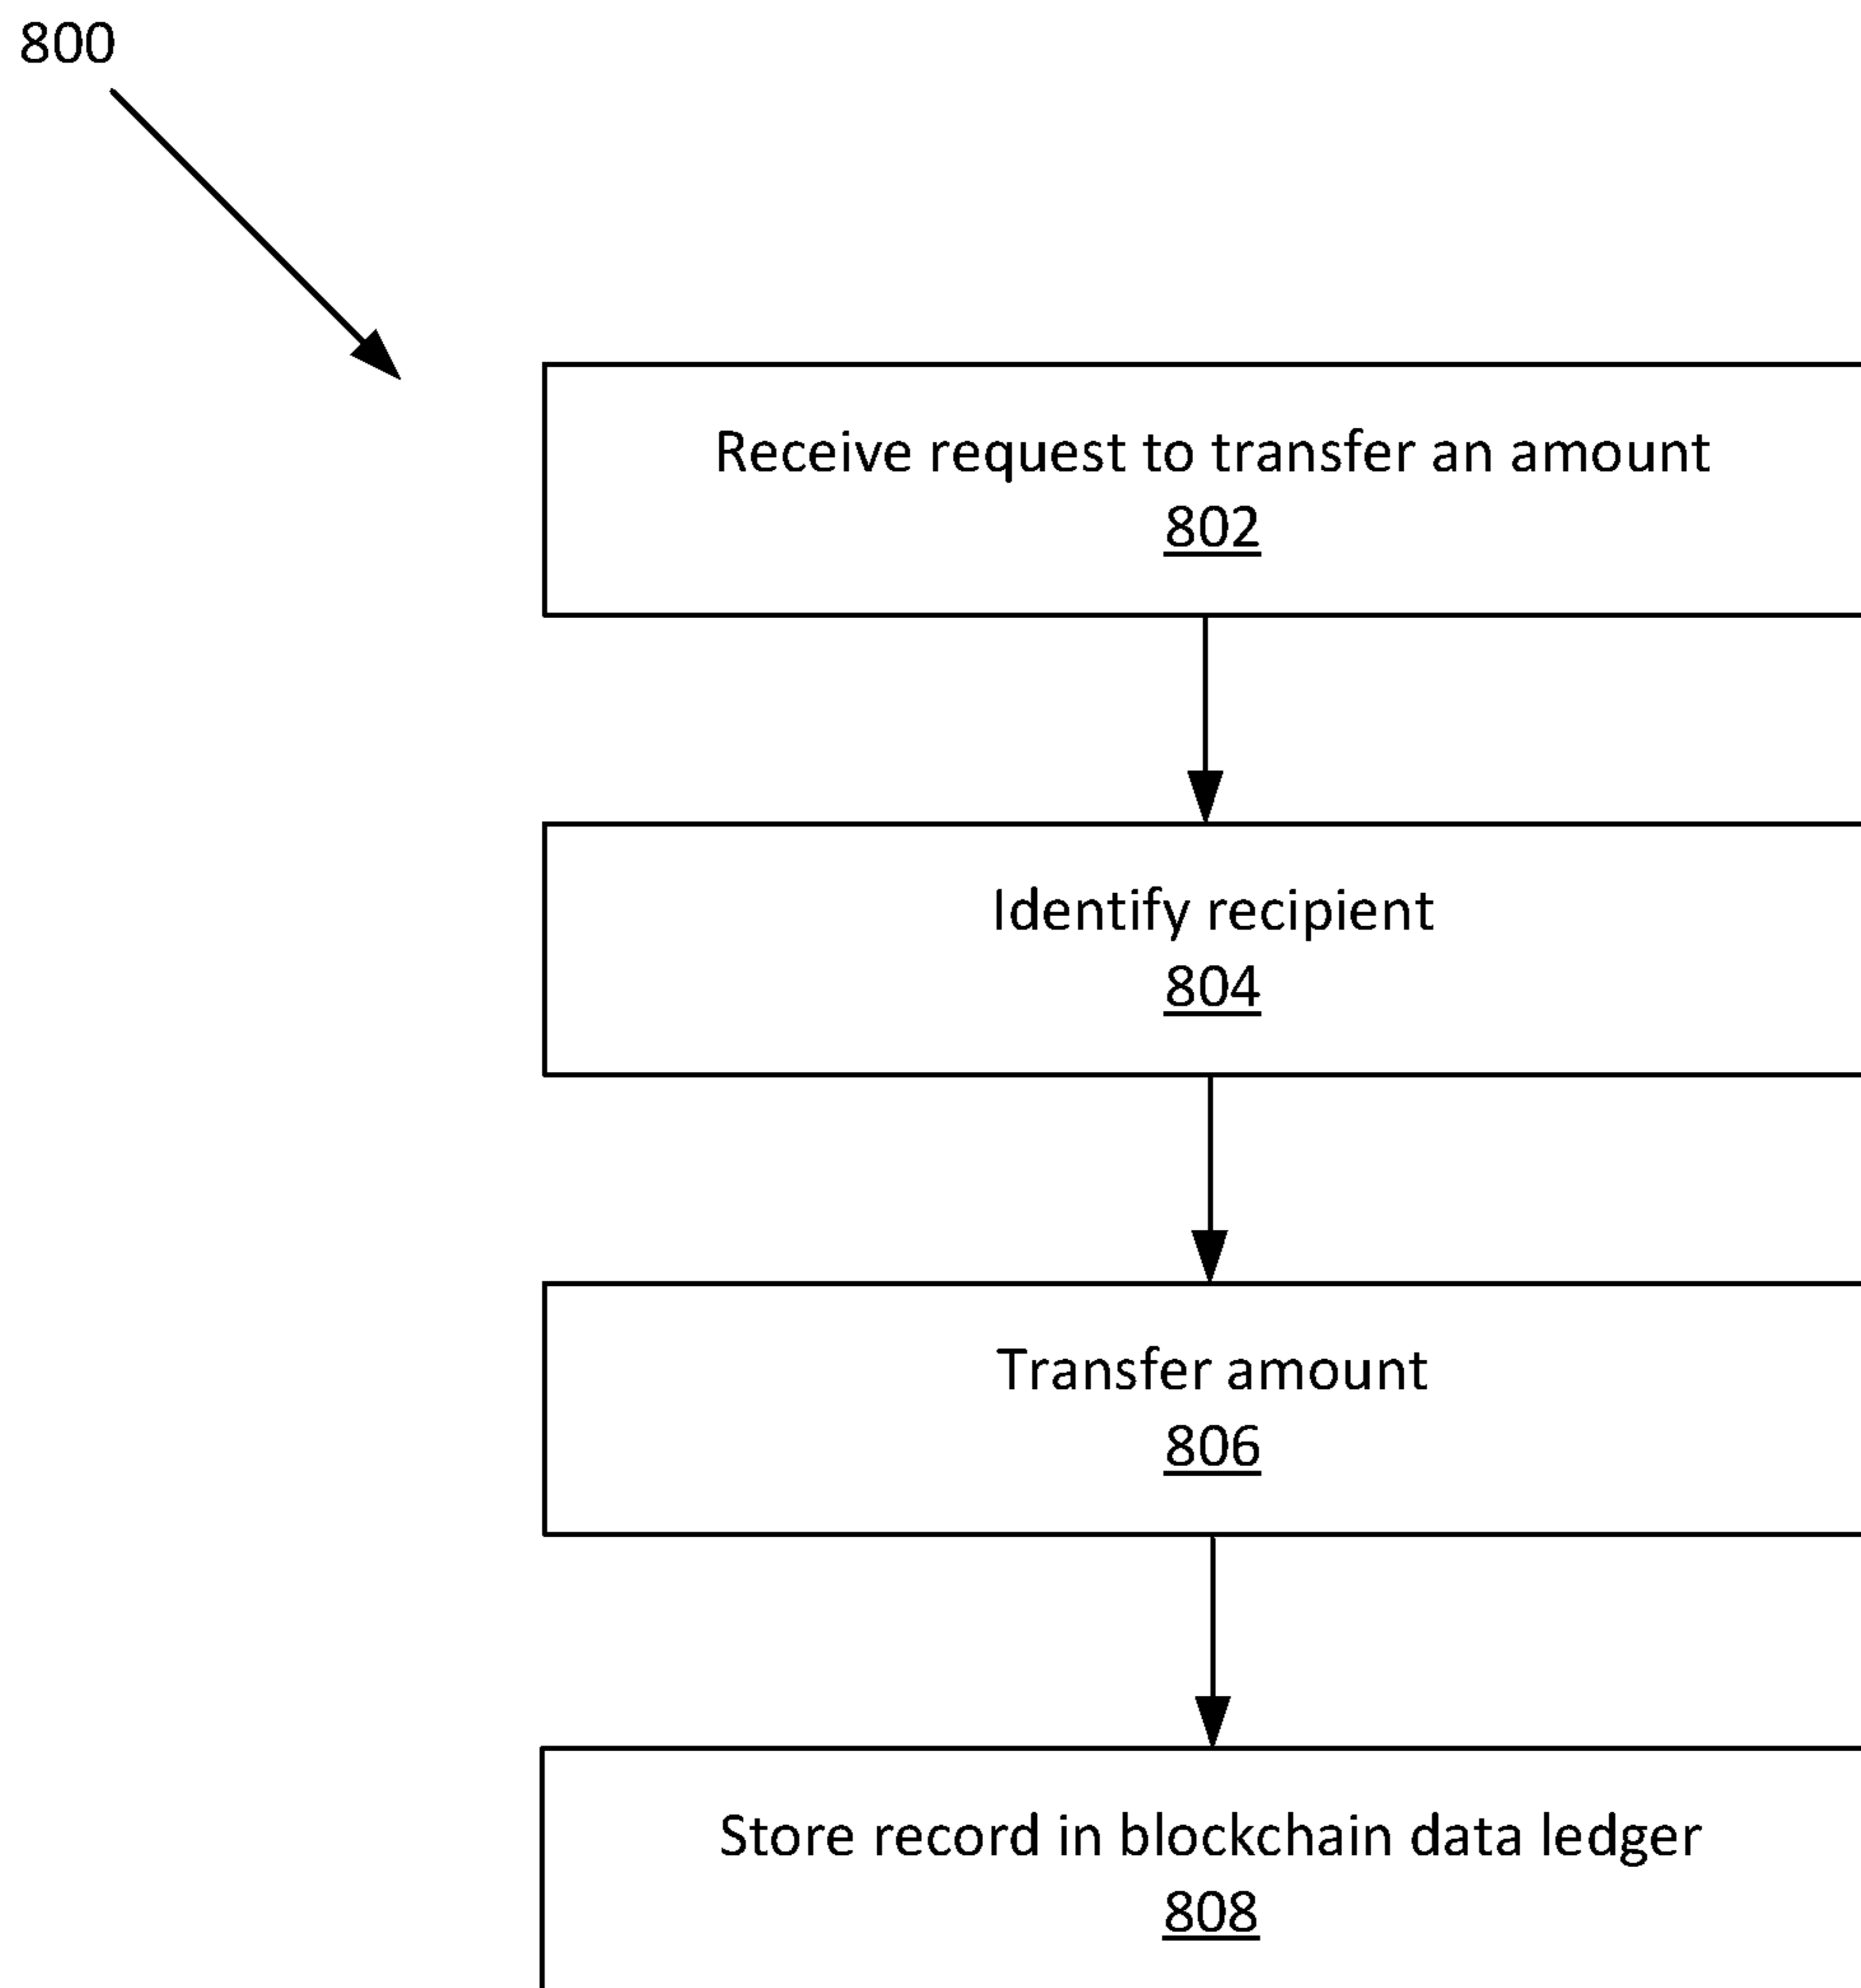 800
Receive request to transfer an amount
802
Identify recipient
804
Transfer amount
806
Store record in blockchain data ledger
808